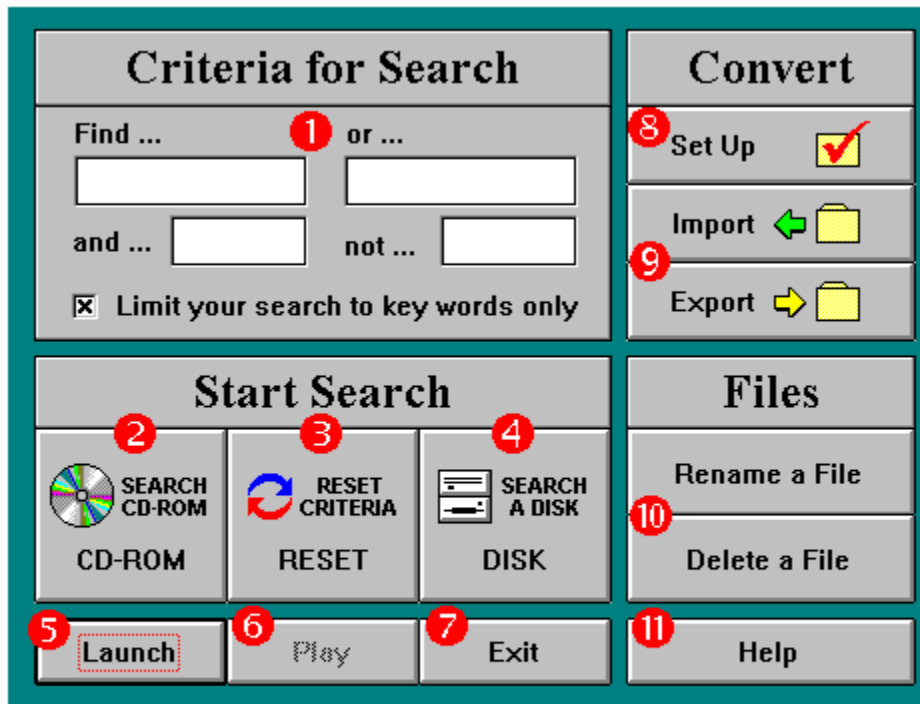 Criteria for Search
1
Find ...
or ...
and ...
not ...
Limit your search to key words only
Convert
8
Set Up
Import
9
Export
Start Search
2
SEARCH
CD-ROM
CD-ROM
3
RESET
CRITERIA
RESET
4
SEARCH
A DISK
DISK
Files
Rename a File
10
Delete a File
5
Launch
6
Play
7
Exit
11
Help